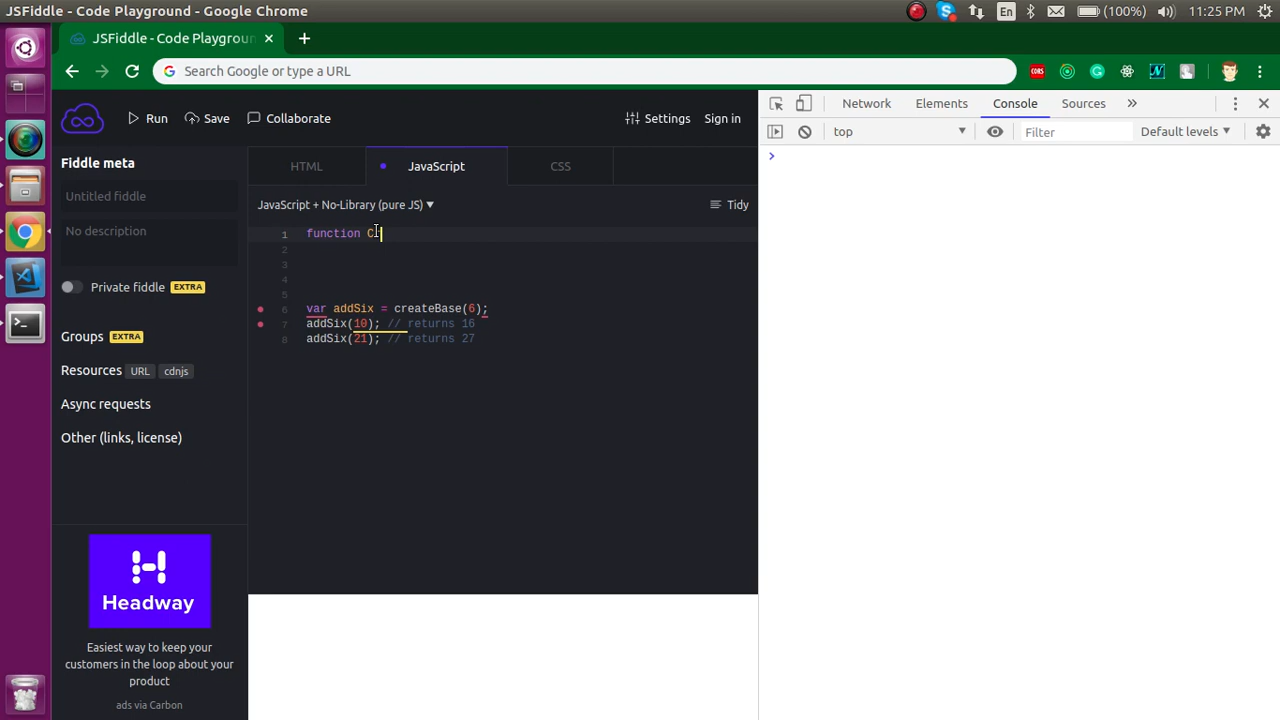 JSFiddle - Code Playground - Google Chrome
En
(100%)
11:25 PM
JSFiddle - Code Playgroun
Search Google or type a URL
CORS
Run
Save
Collaborate
Settings
Sign in
Fiddle meta
Untitled fiddle
No description
Private fiddle EXTRA
Groups EXTRA
Resources URL cdnjs
Async requests
Other (links, license)
Headway
Easiest way to keep your
customers in the loop about your
product
ads via Carbon
HTML
JavaScript
CSS
JavaScript + No-Library (pure JS)
Tidy
1 function C
2
3
4
5
6 var addSix = createBase(6);
7 addSix(10); // returns 16
8 addSix(21); // returns 27
Network
Elements
Console
Sources
top
Filter
Default levels